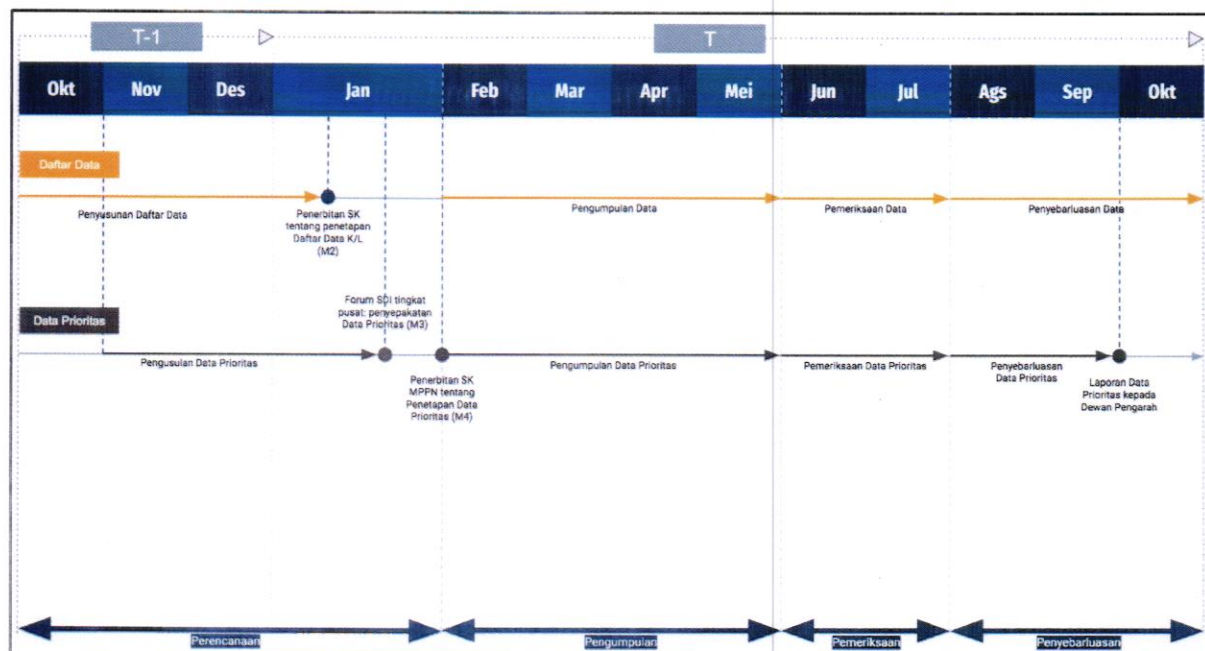 T-1
T
Okt Nov Des Jan Feb Mar Apr Mei Jun Jul Ags Sep Okt
Daftar Data
Penyusunan Daftar Data
Penerbitan SK
tentang penetapan
Daftar Data K/L
(M2)
Pengumpulan Data
Pemeriksaan Data
Penyebarluasan Data
Forum SDI tingkat
pusat: penyepakatan
Data Prioritas (M3)
Data Prioritas
Pengusulan Data Prioritas
Penerbitan SK
MPPN tentang
Penetapan Data
Prioritas (M4)
Pengumpulan Data Prioritas
Pemeriksaan Data Prioritas
Penyebarluasan
Data Prioritas
Laporan Data
Prioritas kepada
Dewan Pengarah
Perencanaan
Pengumpulan
Pemeriksaan
Penyebarluasan